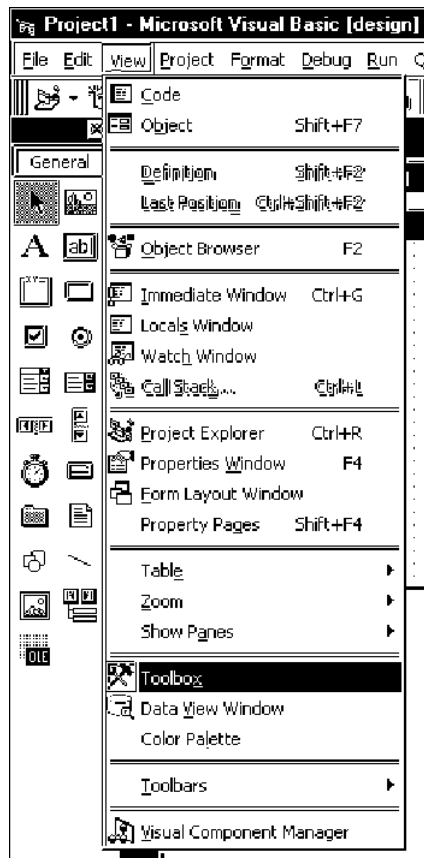 Project1 - Microsoft Visual Basic [design]
File Edit View Project Format Debug Run
General
A ab|
OLE
Code
Object Shift+F7
Definition Shift+F2
Last Position Ctrl+Shift+F2
Object Browser F2
Immediate Window Ctrl+G
Locals Window
Watch Window
Call Stack... Ctrl+L
Project Explorer Ctrl+R
Properties Window F4
Form Layout Window
Property Pages Shift+F4
Table
Zoom
Show Panes
Toolbox
Data View Window
Color Palette
Toolbars
Visual Component Manager